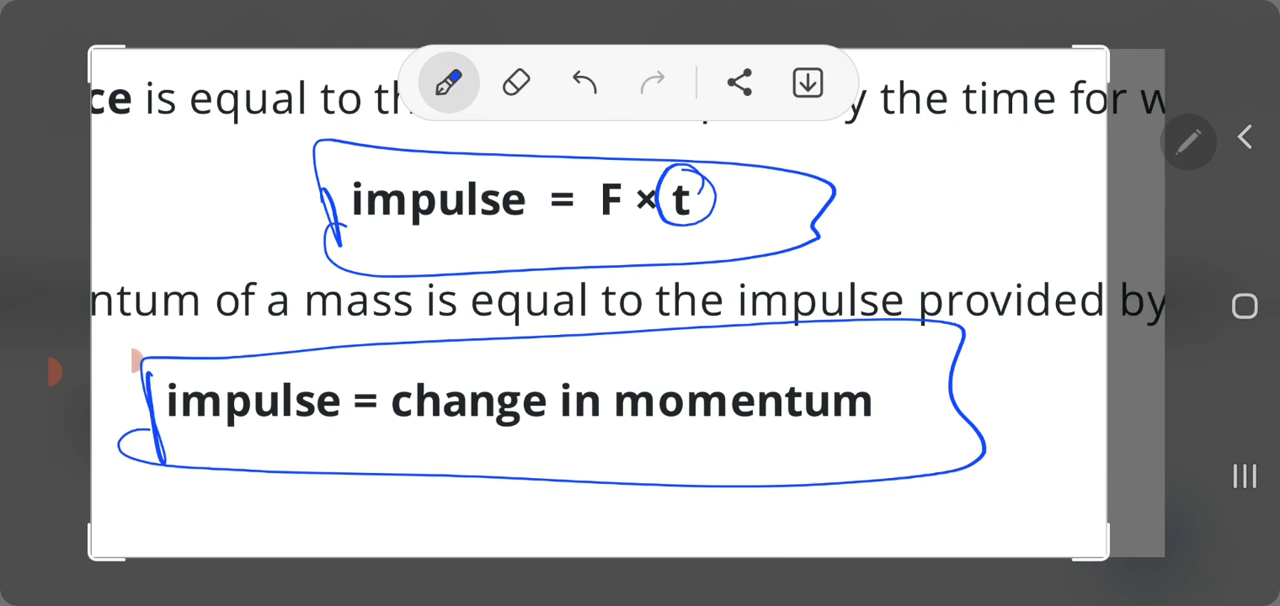 ce is equal to th y the time for w
impulse = F × t
ntum of a mass is equal to the impulse provided by
impulse = change in momentum